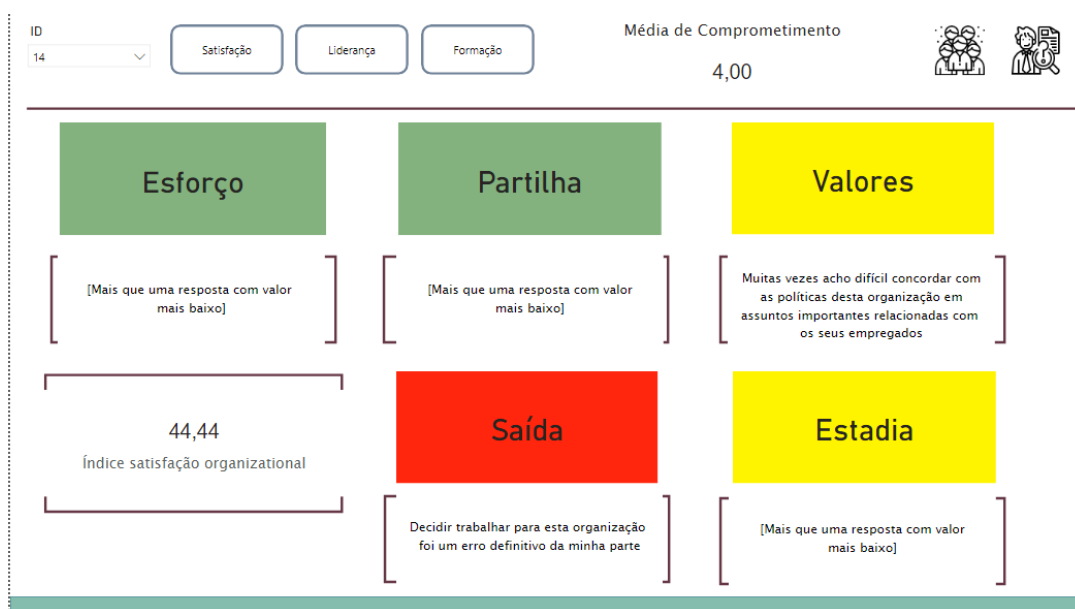 ID
14
Satisfação
Liderança
Formação
Média de Comprometimento
4,00
Esforço
Partilha
Valores
[Mais que uma resposta com valor
mais baixo]
[Mais que uma resposta com valor
mais baixo]
Muitas vezes acho difícil concordar com
as políticas desta organização em
assuntos importantes relacionadas com
os seus empregados
44,44
Índice satisfação organizational
Saída
Estadia
Decidir trabalhar para esta organização
foi um erro definitivo da minha parte
[Mais que uma resposta com valor
mais baixo]